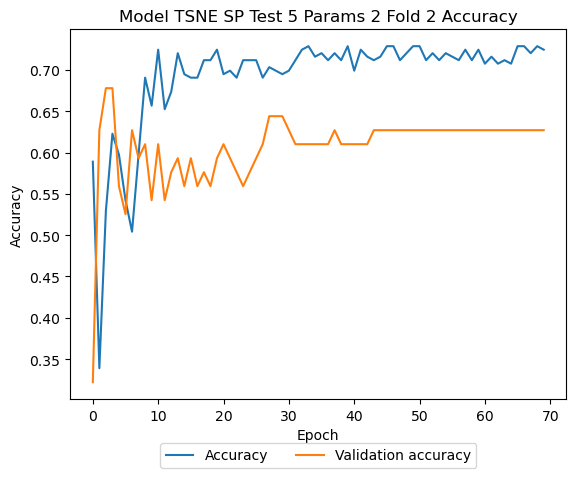 Model TSNE SP Test 5 Params 2 Fold 2 Accuracy
0.70
0.65
0.60
0.55
0.50
0.45
0.40
0.35
Accuracy
0 10 20 30 40 50 60 70
Epoch
Accuracy Validation accuracy